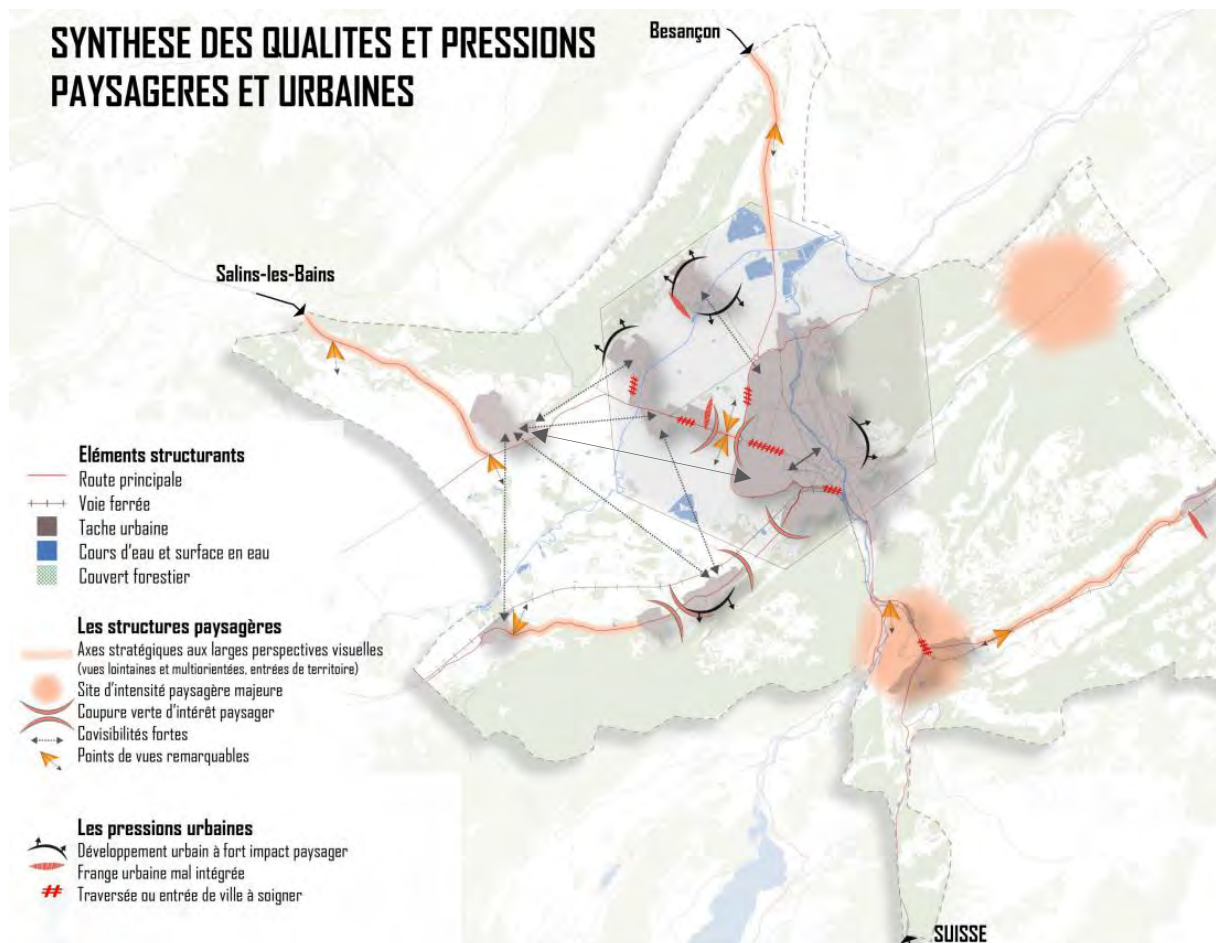 SYNTHESE DES QUALITES ET PRESSIONS
PAYSAGERES ET URBAINES
Besançon
Salins-les-Bains
Eléments structurants
Route principale
Voie ferrée
Tache urbaine
Cours d'eau et surface en eau
Couvert forestier
Les structures paysagères
Axes stratégiques aux larges perspectives visuelles
(vues lointaines et multiorientées, entrées de territoire)
Site d'intensité paysagère majeure
Coupure verte d'intérêt paysager
Covisibilités fortes
Points de vues remarquables
Les pressions urbaines
Développement urbain à fort impact paysager
Frange urbaine mal intégrée
Traversée ou entrée de ville à soigner
SUISSE